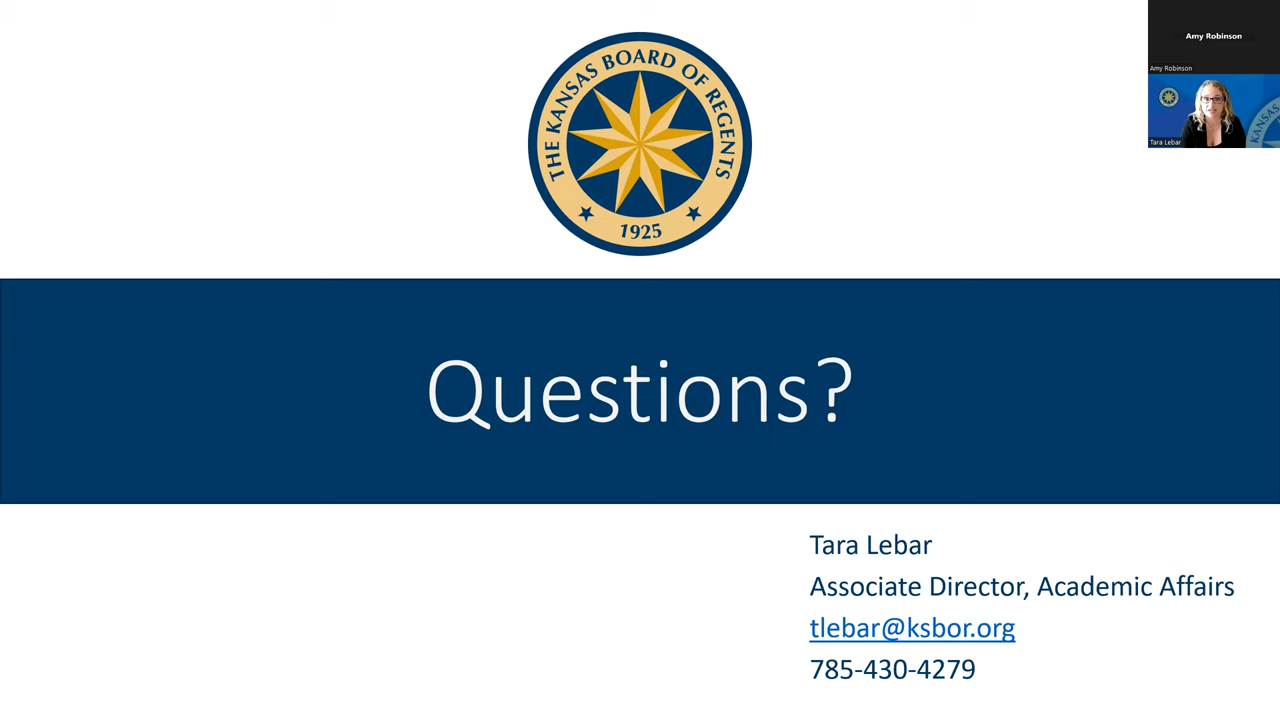 THE KANSAS BOARD OF REGENTS
1925
Amy Robinson
Amy Robinson
KANSAS
Tara Lebar
Questions?
Tara Lebar
Associate Director, Academic Affairs
tlebar@ksbor.org
785-430-4279